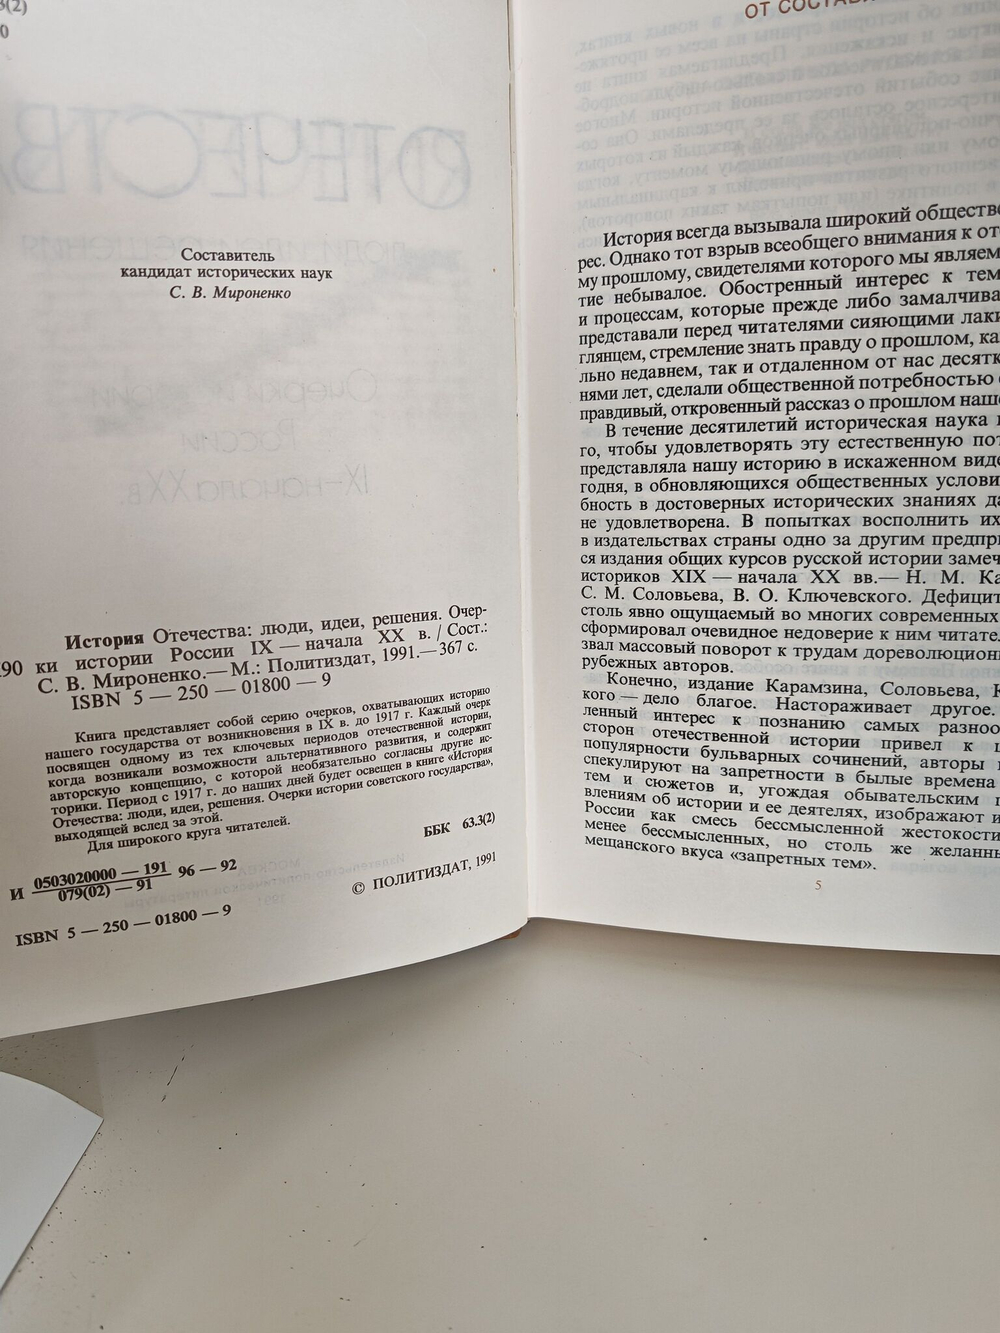 3(2)
0
Составитель
кандидат исторических наук
С. В. Мироненко
История Отечества: люди, идеи, решения. Очер-
90 ки истории России IX — начала XX в. / Сост.:
С. В. Мироненко.— М.: Политиздат, 1991.— 367 с.
ISBN 5 — 250 — 01800 — 9
Книга представляет собой серию очерков, охватывающих историю
нашего государства от возникновения в IX в. до 1917 г. Каждый очерк
посвящен одному из тех ключевых периодов отечественной истории,
когда возникали возможности альтернативного развития, и содержит
авторскую концепцию, с которой необязательно согласны другие ис-
торики. Период с 1917 г. до наших дней будет освещен в книге «История
Отечества: люди, идеи, решения. Очерки истории советского государства»,
выходящей вслед за этой.
Для широкого круга читателей.
И 0503020000 — 191
079(02) — 91
96 — 92
ББК 63.3(2)
© ПОЛИТИЗДАТ, 1991
ISBN 5 — 250 — 01800 — 9
ОТ СОСТАВИ
История всегда вызывала широкий обществе
рес. Однако тот взрыв всеобщего внимания к от
му прошлому, свидетелями которого мы являем
тие небывалое. Обостренный интерес к тем
и процессам, которые прежде либо замалчива
представали перед читателями сияющими лаки
глянцем, стремление знать правду о прошлом, ка
льно недавнем, так и отдаленном от нас десятк
нями лет, сделали общественной потребностью
правдивый, откровенный рассказ о прошлом наше
В течение десятилетий историческая наука
го, чтобы удовлетворять эту естественную пот
представляла нашу историю в искаженном виде
годня, в обновляющихся общественных услови
бность в достоверных исторических знаниях да
не удовлетворена. В попытках восполнить их
в издательствах страны одно за другим предпри
ся издания общих курсов русской истории замеч
историков XIX — начала XX вв.— Н. М. Ка
С. М. Соловьева, В. О. Ключевского. Дефицит
столь явно ощущаемый во многих современных
сформировал очевидное недоверие к ним читате
звал массовый поворот к трудам дореволюцион
рубежных авторов.
Конечно, издание Карамзина, Соловьева, К
кого — дело благое. Настораживает другое.
ленный интерес к познанию самых разноо
сторон отечественной истории привел к
популярности бульварных сочинений, авторы
спекулируют на запретности в былые времена
тем и сюжетов и, угождая обывательским
влениям об истории и ее деятелях, изображают и
России как смесь бессмысленной жестокости
менее бессмысленных, но столь же желанны
мещанского вкуса «запретных тем».
5